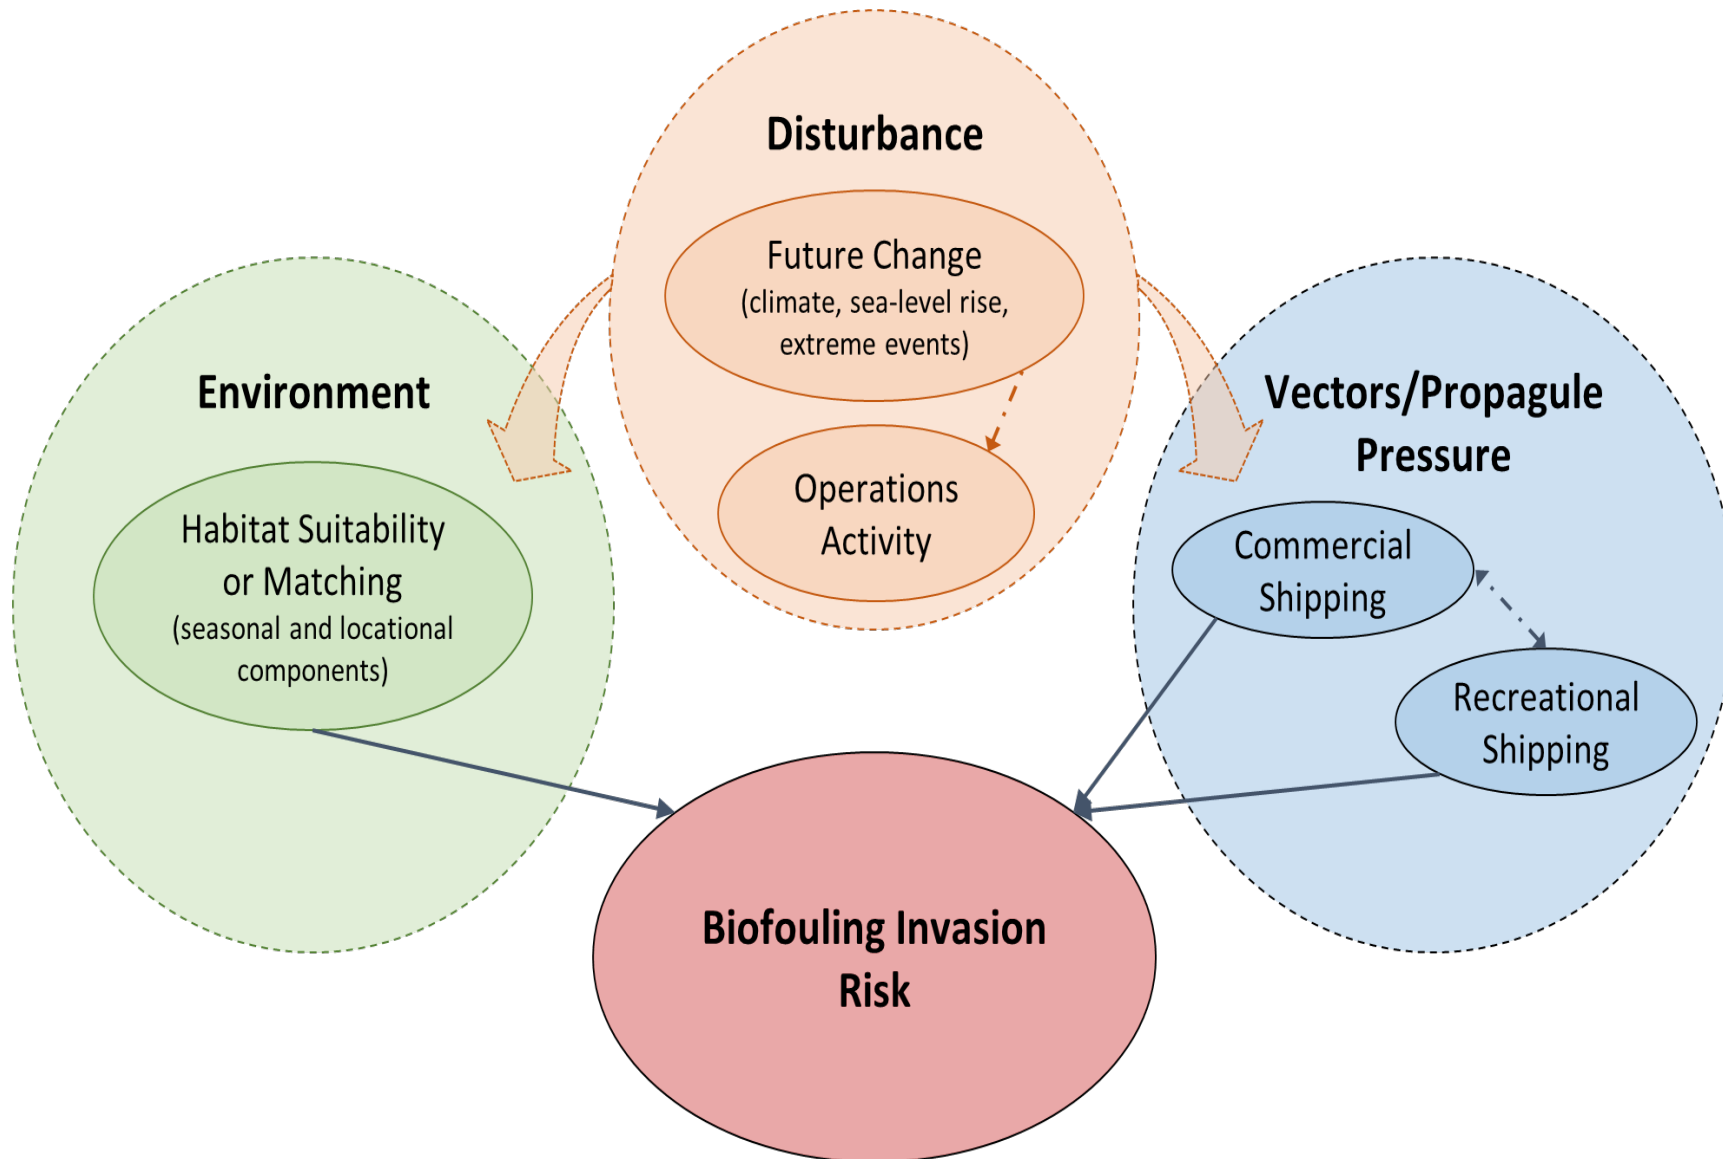 Disturbance
Future Change
(climate, sea-level rise,
extreme events)
Operations
Activity
Environment
Habitat Suitability
or Matching
(seasonal and locational
components)
Vectors/Propagule
Pressure
Commercial
Shipping
Recreational
Shipping
Biofouling Invasion
Risk